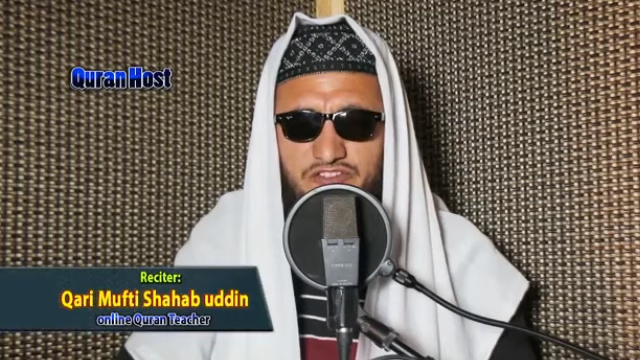 Quran Host
Reciter:
Qari Mufti Shahab uddin
online Quran Teacher